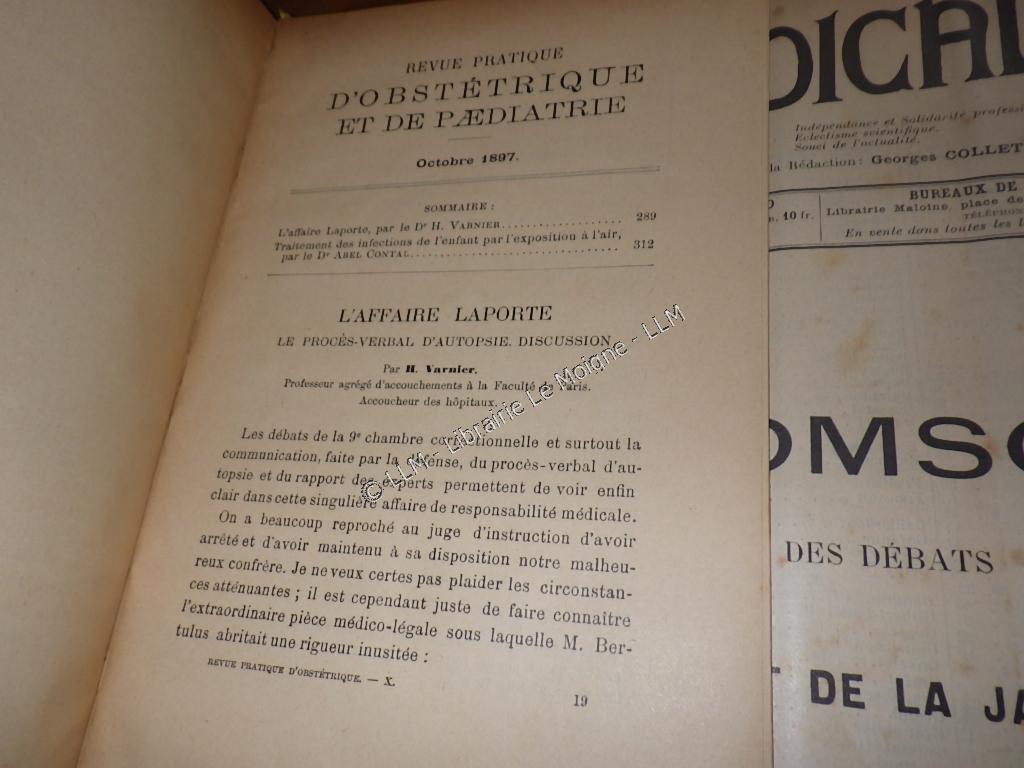 REVUE PRATIQUE
D'OBSTÉTRIQUE
ET DE PÆDIATRIE
Octobre 1897.
SOMMAIRE :
L'affaire Laporte, par le Dr H. VARNIER.................... 289
Traitement des infections de l'enfant par l'exposition à l'air,
par le Dr ABEL CONTAL.................................... 312
L'AFFAIRE LAPORTE
LE PROCÈS-VERBAL D'AUTOPSIE. DISCUSSION
Par H. Varnier.
Professeur agrégé d'accouchements à la Faculté de Paris.
Accoucheur des hôpitaux.
Les débats de la 9e chambre correctionnelle et surtout la
communication, faite par la défense, du procès-verbal d'au-
topsie et du rapport des experts permettent de voir enfin
clair dans cette singulière affaire de responsabilité médicale.
On a beaucoup reproché au juge d'instruction d'avoir
arrêté et d'avoir maintenu à sa disposition notre malheu-
reux confrère. Je ne veux certes pas plaider les circonstan-
ces atténuantes ; il est cependant juste de faire connaître
l'extraordinaire pièce médico-légale sous laquelle M. Ber-
tulus abritait une rigueur inusitée :
REVUE PRATIQUE D'OBSTÉTRIQUE. — X.
19
© LLM - Librairie Le Moigne - LLM
DICAL
Indépendance et Solidarité profess
Eclectisme scientifique.
Souci de l'actualité.
la Rédaction : Georges COLLET
n, 10 fr.
BUREAUX DE
Librairie Maloine, place de
TÉLÉPHON
En vente dans toutes les l
OMSO
DES DÉBATS
DE LA JA